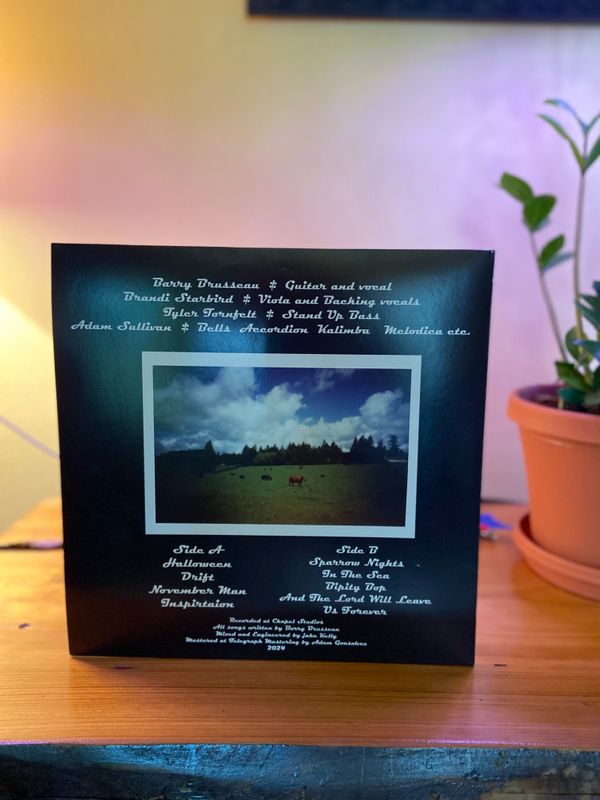 Barry Brusseau ⁑ Guitar and vocal
Brandi Starbird ⁑ Viola and Backing vocals
Tyler Tornfelt ⁑ Stand Up Bass
Adam Sullivan ⁑ Bells Accordion Kalimba Melodica etc.
Side A
Halloween
Drift
November Man
Inspirtaion
Side B
Sparrow Nights
In The Sea
Bipity Bop
And The Lord Will Leave
Us Forever
Recorded at Chapel Studios
All songs written by Barry Brusseau
Mixed and Engineered by Jake Kelly
Mastered at Telegraph Mastering by Adam Gonsalves
2024